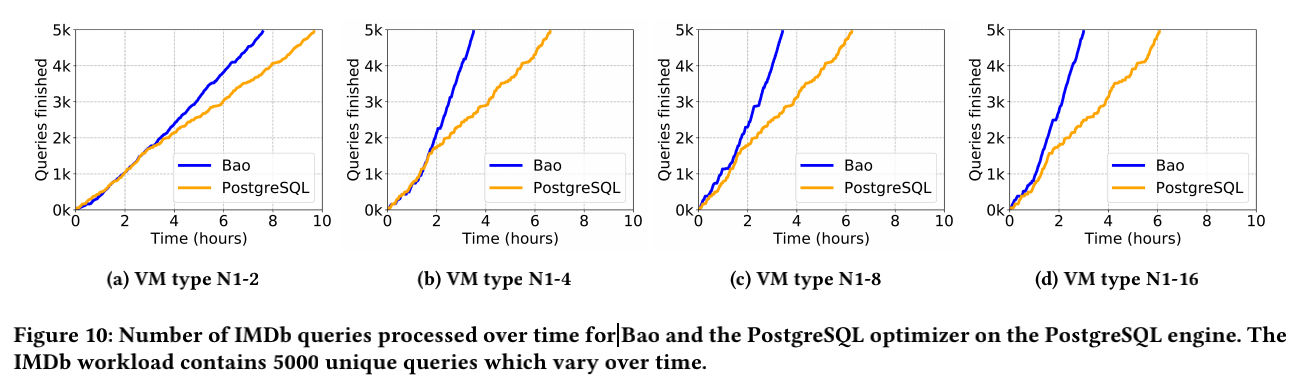 5k
4k
3k
2k
1k
0k
Queries finished
Bao
PostgreSQL
0 2 4 6 8 10
Time (hours)
(a) VM type N1-2
5k
4k
3k
2k
1k
0k
Queries finished
Bao
PostgreSQL
0 2 4 6 8 10
Time (hours)
(b) VM type N1-4
5k
4k
3k
2k
1k
0k
Queries finished
Bao
PostgreSQL
0 2 4 6 8 10
Time (hours)
(c) VM type N1-8
5k
4k
3k
2k
1k
0k
Queries finished
Bao
PostgreSQL
0 2 4 6 8 10
Time (hours)
(d) VM type N1-16
Figure 10: Number of IMDb queries processed over time for Bao and the PostgreSQL optimizer on the PostgreSQL engine. The
IMDb workload contains 5000 unique queries which vary over time.